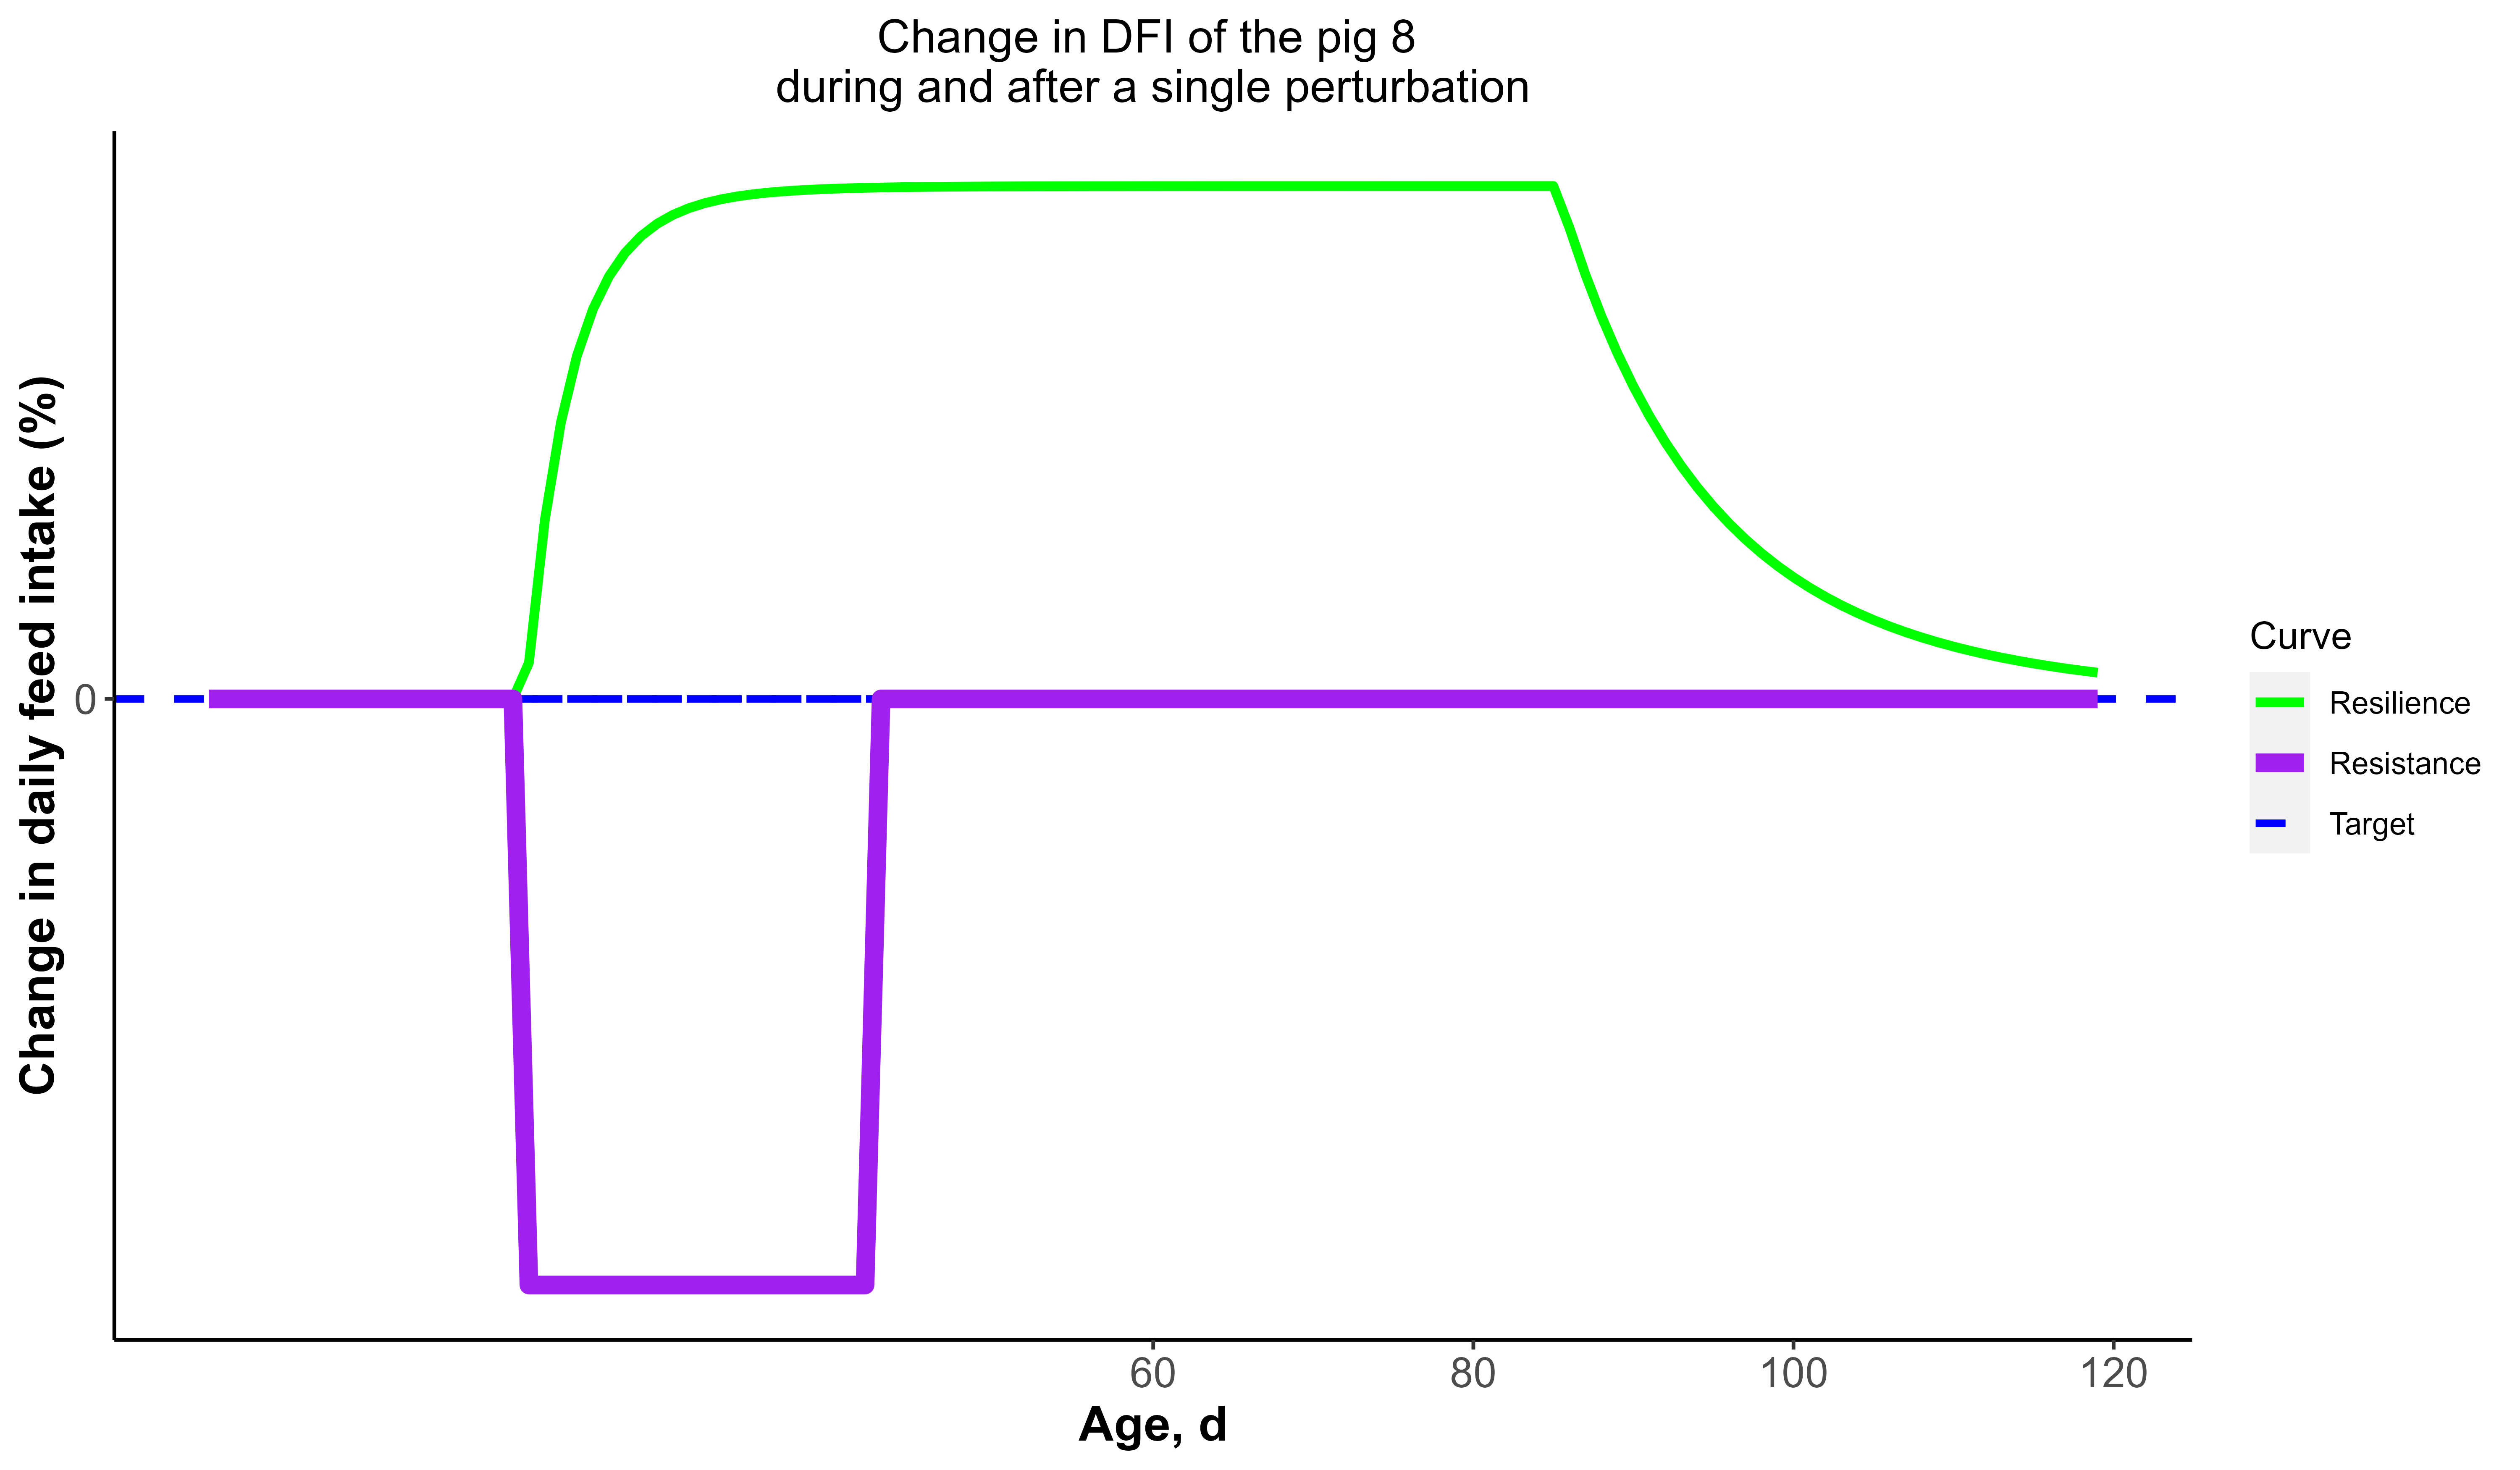 Change in DFI of the pig 8
during and after a single perturbation
Change in daily feed intake (%)
0
60
80
100
120
Age, d
Curve
Resilience
Resistance
Target